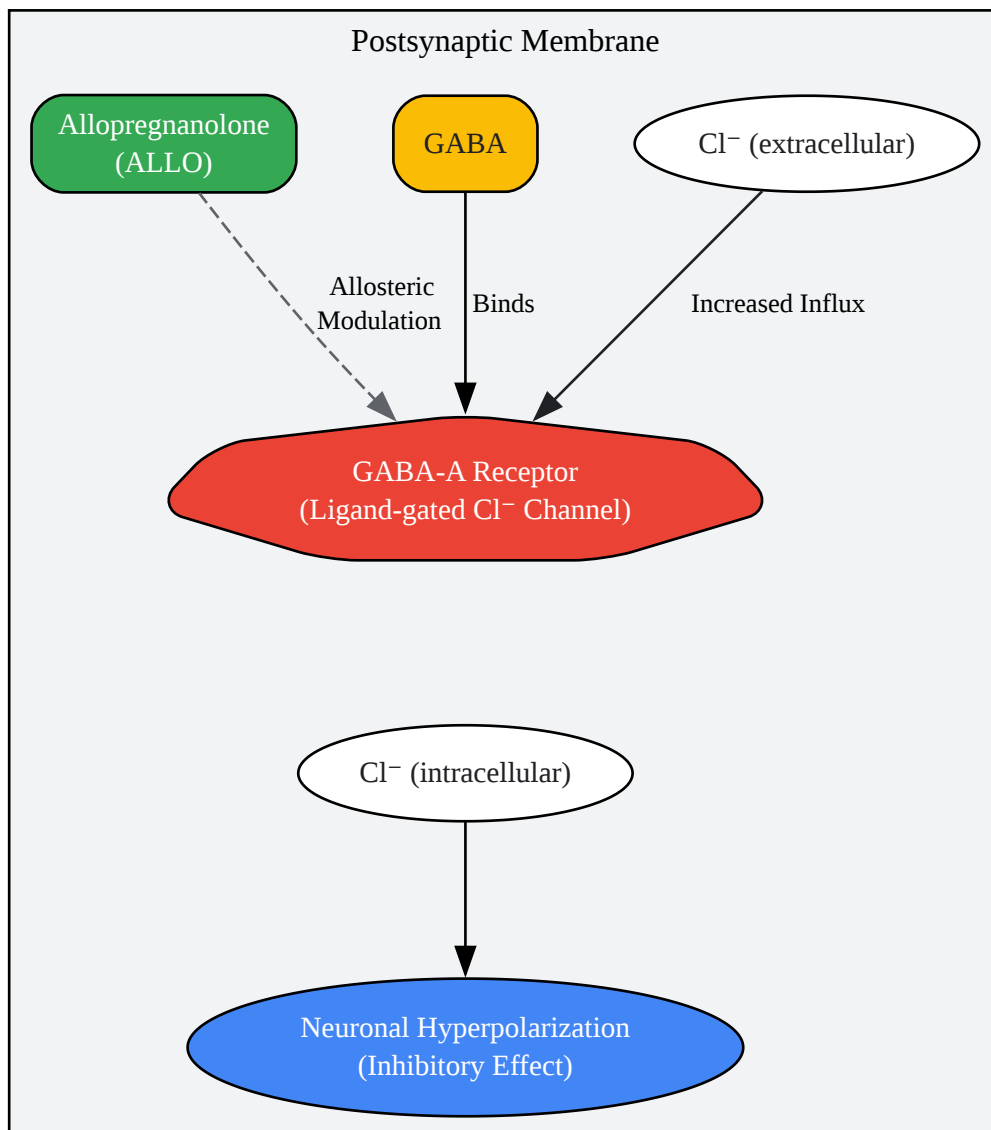 Postsynaptic Membrane
Allopregnanolone
(ALLO)
GABA
Cl⁻ (extracellular)
Allosteric
Modulation
Binds
Increased Influx
GABA-A Receptor
(Ligand-gated Cl⁻ Channel)
Cl⁻ (intracellular)
Neuronal Hyperpolarization
(Inhibitory Effect)